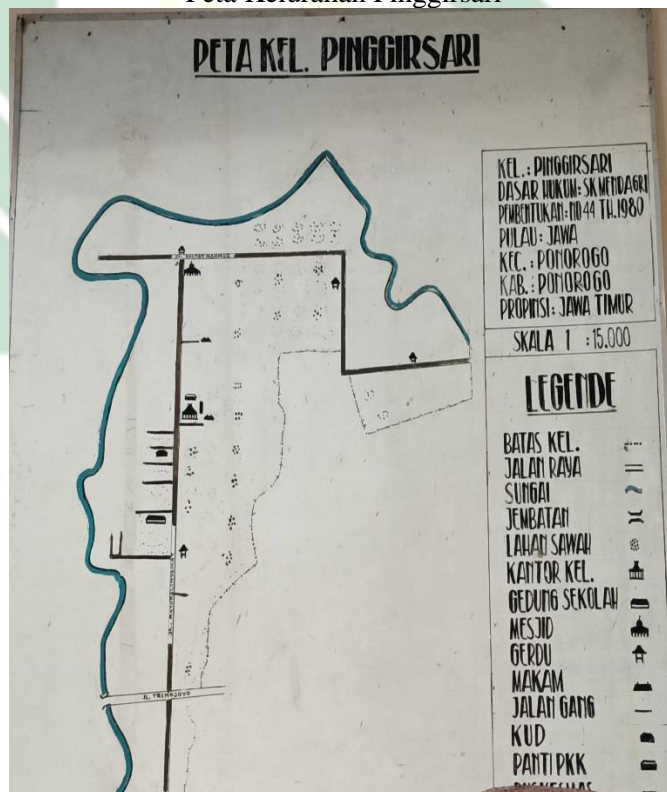 Peta Kelurahan Pinggirsari
PETA KEL. PINGGIRSARI
KEL.: PINGGIRSARI
DASAR HUKUM: SK MENDAGRI
PEMBENTUKAN: NO 44 TH.1980
PULAU: JAWA
KEC.: PONOROGO
KAB.: PONOROGO
PROPINSI: JAWA TIMUR
SKALA 1 : 15.000
LEGENDE
BATAS KEL.
JALAN RAYA
SUNGAI
JEMBATAN
LAHAN SAWAH
KANTOR KEL.
GEDUNG SEKOLAH
MESJID
GERDU
MAKAM
JALAN GANG
KUD
PANTI PKK
JL.
JL. TRUNOJOYO